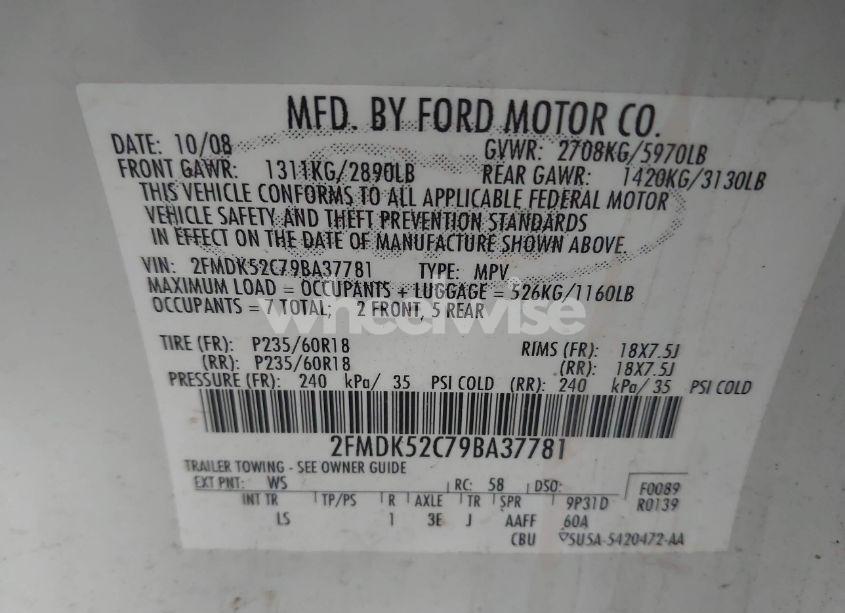 MFD. BY FORD MOTOR CO.
DATE: 10/08 GVWR: 2708KG/5970LB
FRONT GAWR: 1311KG/2890LB REAR GAWR: 1420KG/3130LB
THIS VEHICLE CONFORMS TO ALL APPLICABLE FEDERAL MOTOR
VEHICLE SAFETY AND THEFT PREVENTION STANDARDS
IN EFFECT ON THE DATE OF MANUFACTURE SHOWN ABOVE.
VIN: 2FMDK52C79BA37781 TYPE: MPV
MAXIMUM LOAD = OCCUPANTS + LUGGAGE = 526KG/1160LB
OCCUPANTS = 7 TOTAL; 2 FRONT, 5 REAR
wheelwise
TIRE (FR): P235/60R18 RIMS (FR): 18X7.5J
(RR): P235/60R18 (RR): 18X7.5J
PRESSURE (FR): 240 kPa/ 35 PSI COLD (RR): 240 kPa/ 35 PSI COLD
2FMDK52C79BA37781
TRAILER TOWING - SEE OWNER GUIDE
EXT PNT: WS RC: 58 DSO: F0089
INT TR TP/PS R AXLE TR SPR 9P31D R0139
LS 1 3E J AAFF 60A
CBU 5U5A-5420472-AA